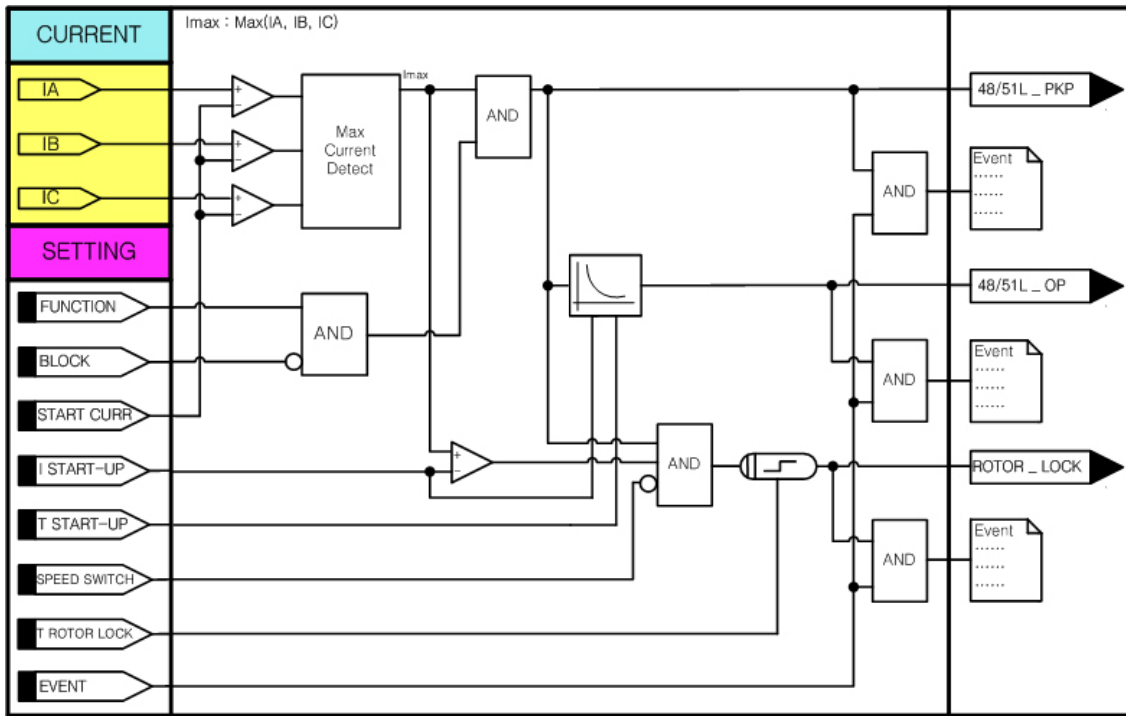 CURRENT
Imax : Max(IA, IB, IC)
IA
IB
IC
Imax
Max
Current
Detect
AND
48/51L _ PKP
AND
Event
......
......
......
SETTING
FUNCTION
BLOCK
START CURR
I START-UP
T START-UP
SPEED SWITCH
T ROTOR LOCK
EVENT
AND
48/51L _ OP
AND
Event
......
......
......
AND
ROTOR _ LOCK
AND
Event
......
......
......